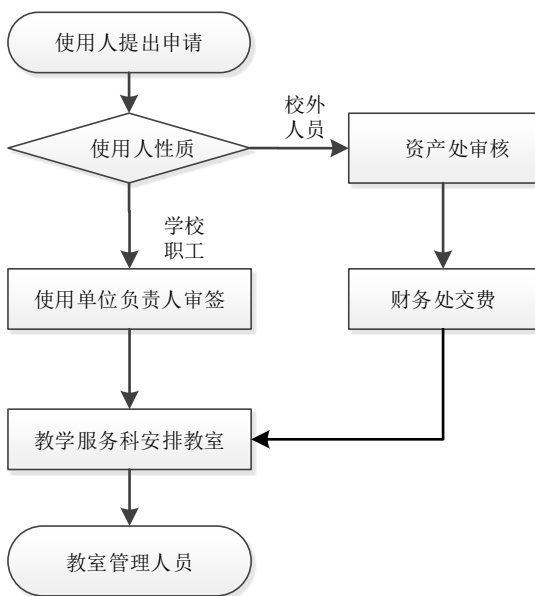 使用人提出申请
校外
人员
使用人性质
资产处审核
学校
职工
使用单位负责人审签
财务处交费
教学服务科安排教室
教室管理人员